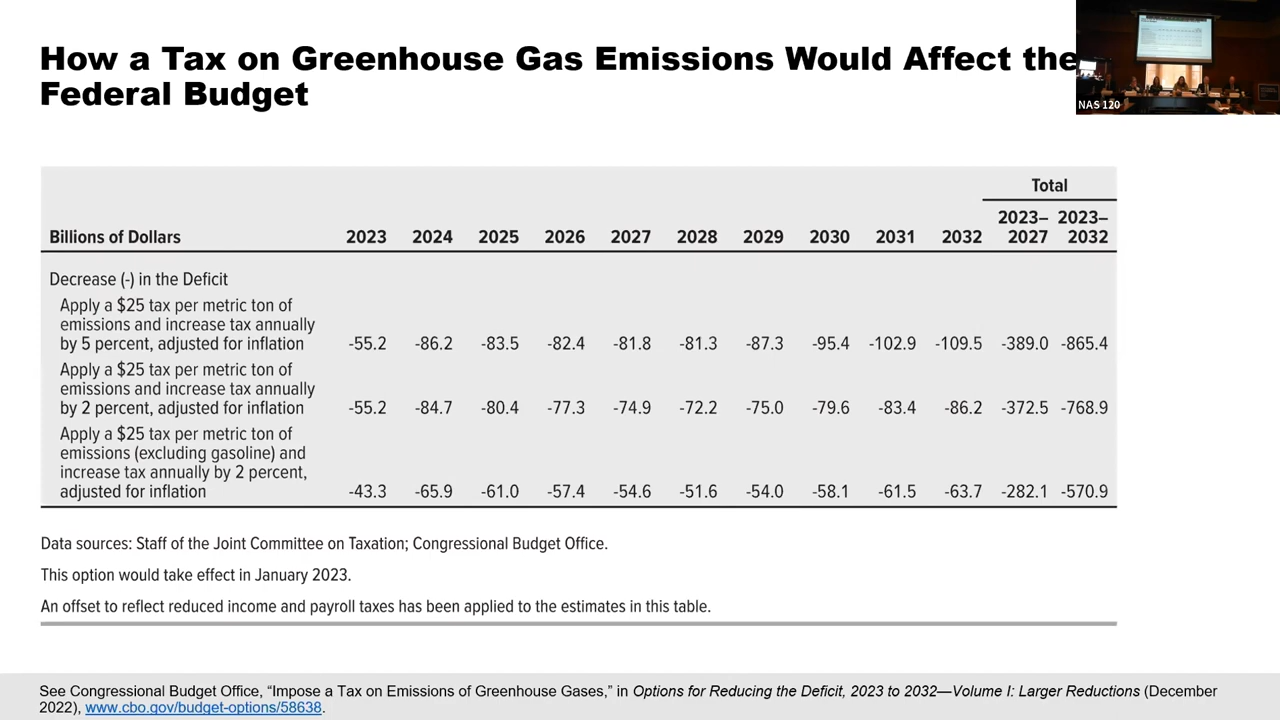 How a Tax on Greenhouse Gas Emissions Would Affect the
Federal Budget
NAS 120
Total
2023– 2023–
Billions of Dollars 2023 2024 2025 2026 2027 2028 2029 2030 2031 2032 2027 2032
Decrease (-) in the Deficit
Apply a $25 tax per metric ton of
emissions and increase tax annually
by 5 percent, adjusted for inflation -55.2 -86.2 -83.5 -82.4 -81.8 -81.3 -87.3 -95.4 -102.9 -109.5 -389.0 -865.4
Apply a $25 tax per metric ton of
emissions and increase tax annually
by 2 percent, adjusted for inflation -55.2 -84.7 -80.4 -77.3 -74.9 -72.2 -75.0 -79.6 -83.4 -86.2 -372.5 -768.9
Apply a $25 tax per metric ton of
emissions (excluding gasoline) and
increase tax annually by 2 percent,
adjusted for inflation -43.3 -65.9 -61.0 -57.4 -54.6 -51.6 -54.0 -58.1 -61.5 -63.7 -282.1 -570.9
Data sources: Staff of the Joint Committee on Taxation; Congressional Budget Office.
This option would take effect in January 2023.
An offset to reflect reduced income and payroll taxes has been applied to the estimates in this table.
See Congressional Budget Office, “Impose a Tax on Emissions of Greenhouse Gases,” in Options for Reducing the Deficit, 2023 to 2032—Volume I: Larger Reductions (December
2022), www.cbo.gov/budget-options/58638.